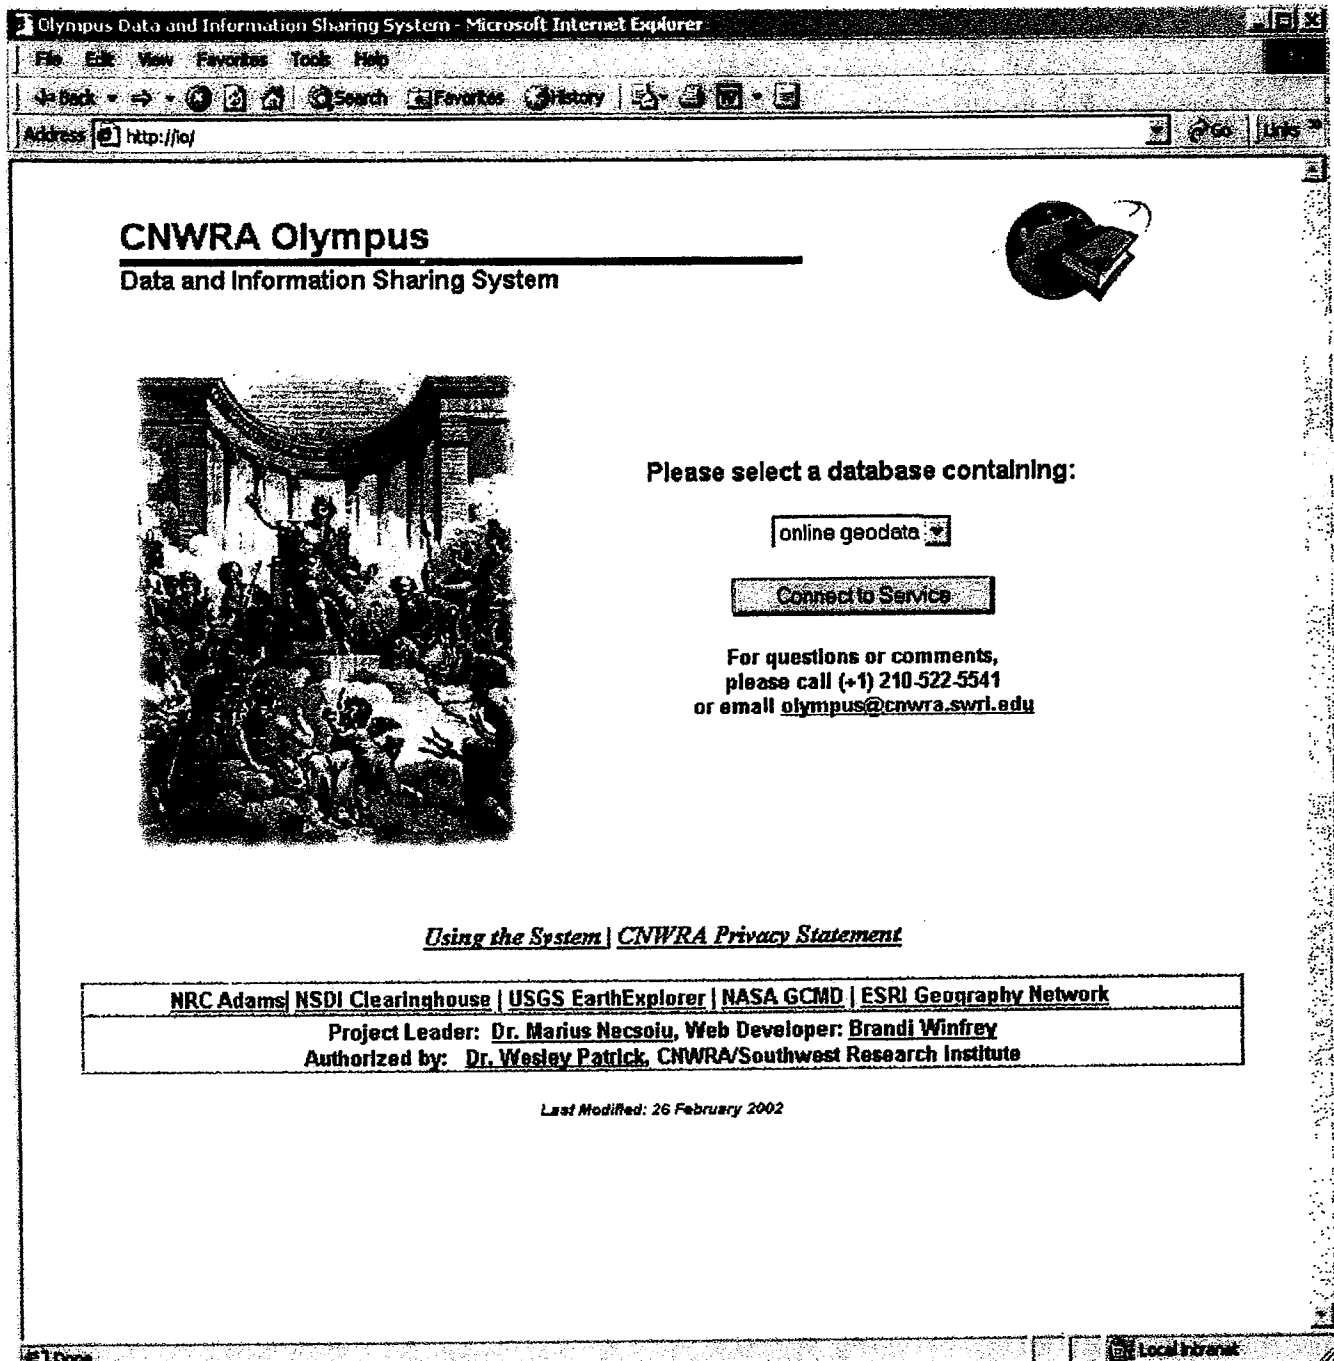 Olympus Data and Information Sharing System - Microsoft Internet Explorer
File Edit View Favorites Tools Help
Back Search Favorites History
Address http://io/ Go Links »
CNWRA Olympus
Data and Information Sharing System
Please select a database containing:
online geodata
Connect to Service
For questions or comments,
please call (+1) 210-522-5541
or email olympus@cnwra.swri.edu
Using the System | CNWRA Privacy Statement
NRC Adams| NSDI Clearinghouse | USGS EarthExplorer | NASA GCMD | ESRI Geography Network
Project Leader: Dr. Marius Necsoiu, Web Developer: Brandi Winfrey
Authorized by: Dr. Wesley Patrick, CNWRA/Southwest Research Institute
Last Modified: 26 February 2002
Done Local intranet